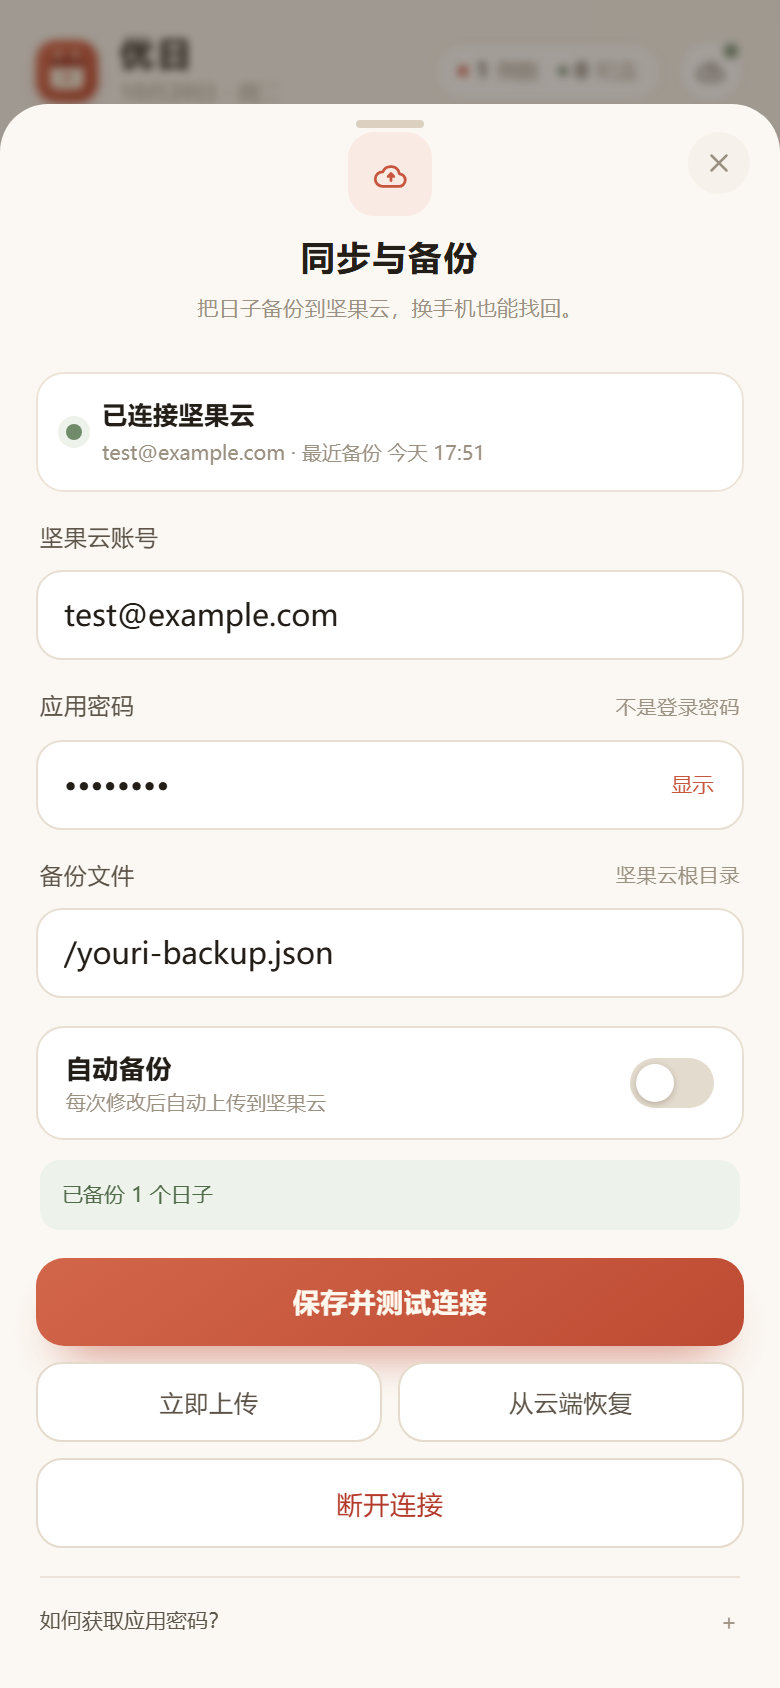 优日
同步与备份
把日子备份到坚果云，换手机也能找回。
已连接坚果云
test@example.com · 最近备份 今天 17:51
坚果云账号
test@example.com
应用密码 不是登录密码
•••••••• 显示
备份文件 坚果云根目录
/youri-backup.json
自动备份
每次修改后自动上传到坚果云
已备份 1 个日子
保存并测试连接
立即上传 从云端恢复
断开连接
如何获取应用密码? +